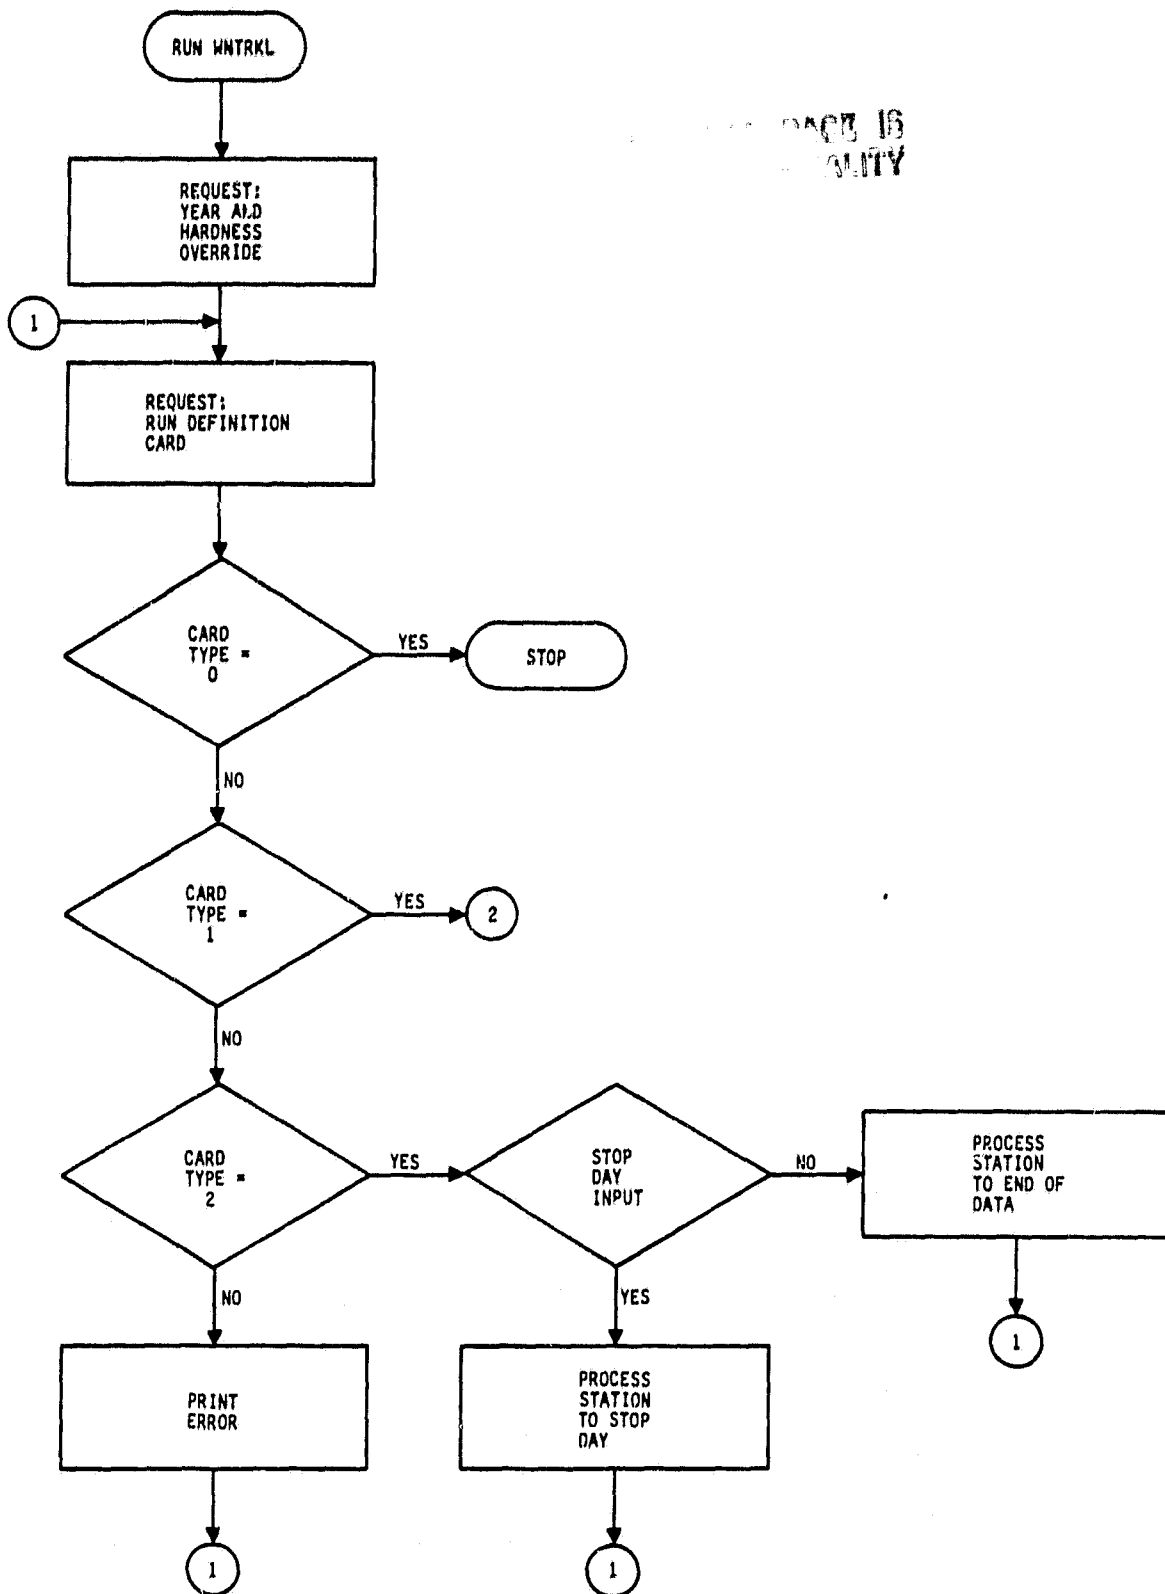 RUN WNTRKL
PAGE IS
REQUEST:
YEAR AND
HARDNESS
OVERRIDE
1
REQUEST:
RUN DEFINITION
CARD
CARD
TYPE =
0
YES
STOP
NO
CARD
TYPE =
1
YES
2
NO
CARD
TYPE =
2
YES
STOP
DAY
INPUT
NO
PROCESS
STATION
TO END OF
DATA
NO
YES
1
PRINT
ERROR
PROCESS
STATION
TO STOP
DAY
1
1